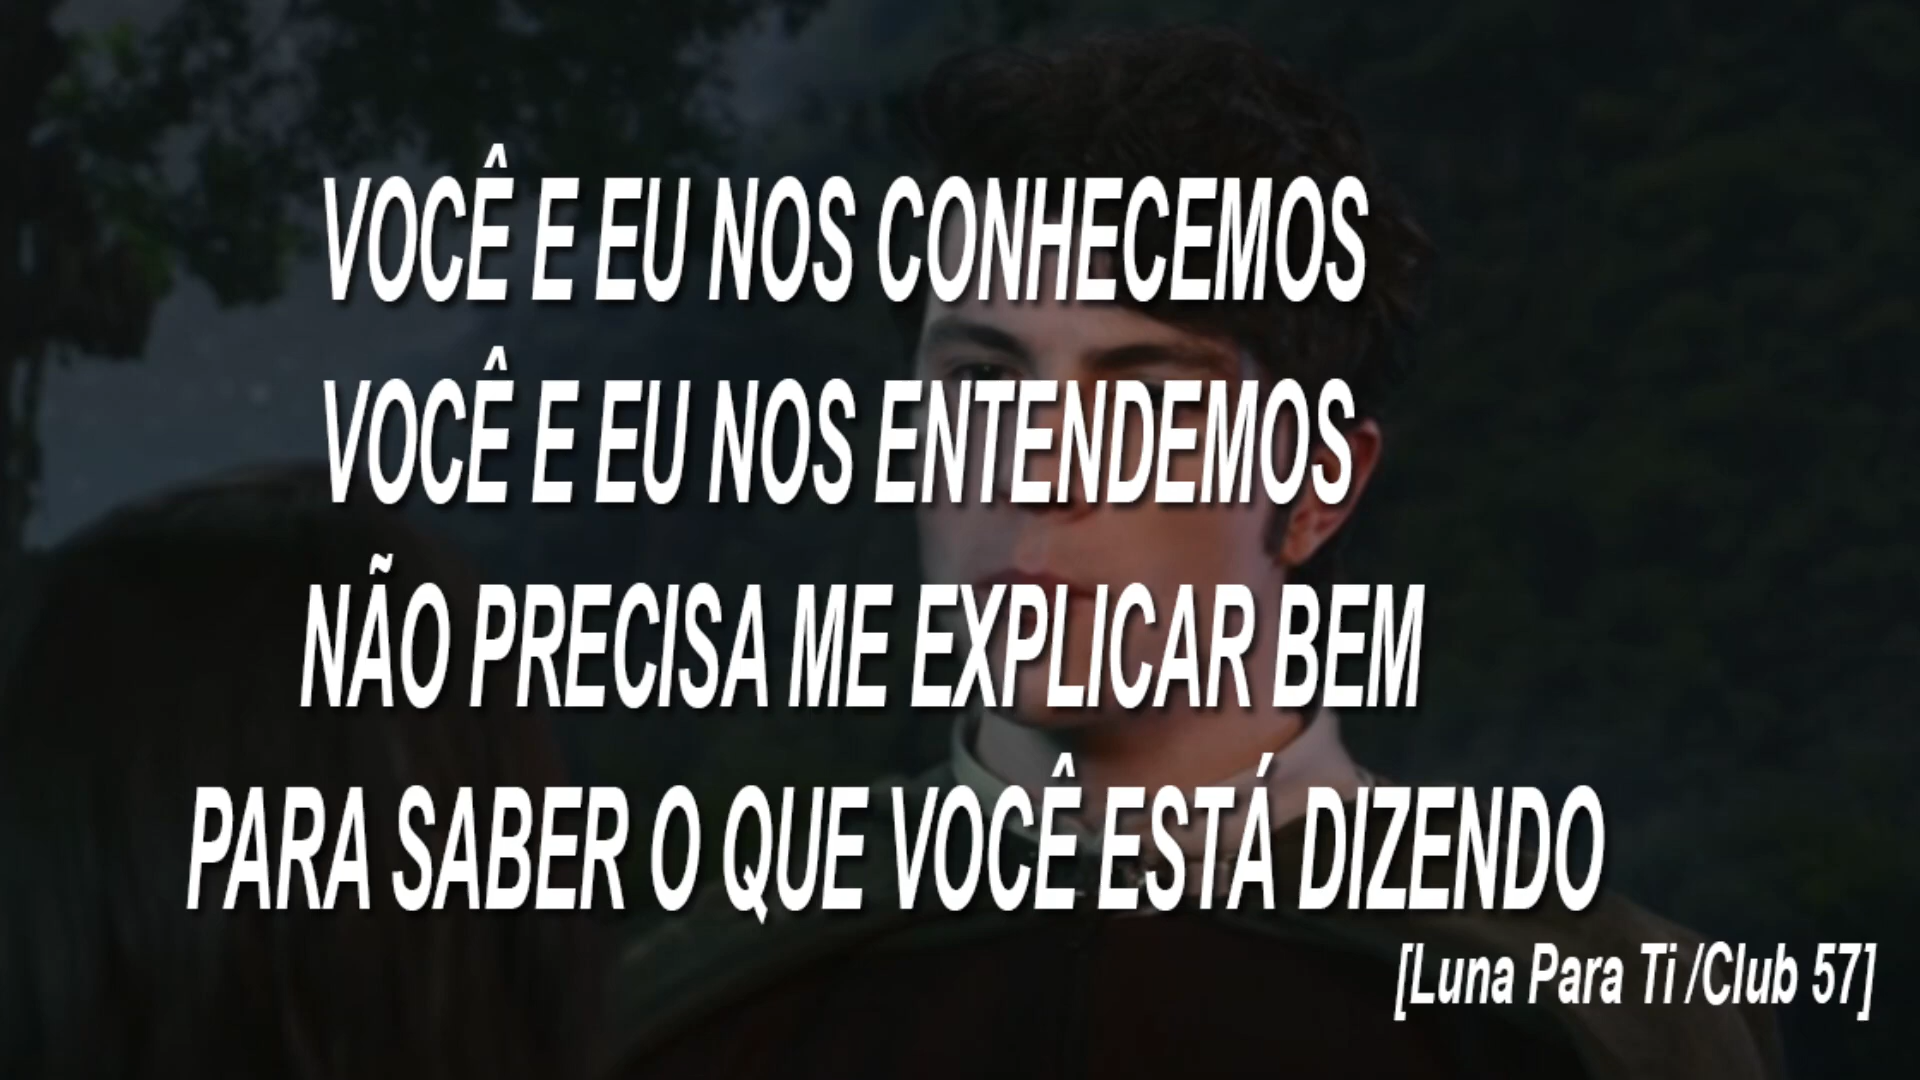 VOCÊ E EU NOS CONHECEMOS
VOCÊ E EU NOS ENTENDEMOS
NÃO PRECISA ME EXPLICAR BEM
PARA SABER O QUE VOCÊ ESTÁ DIZENDO
[Luna Para Ti /Club 57]